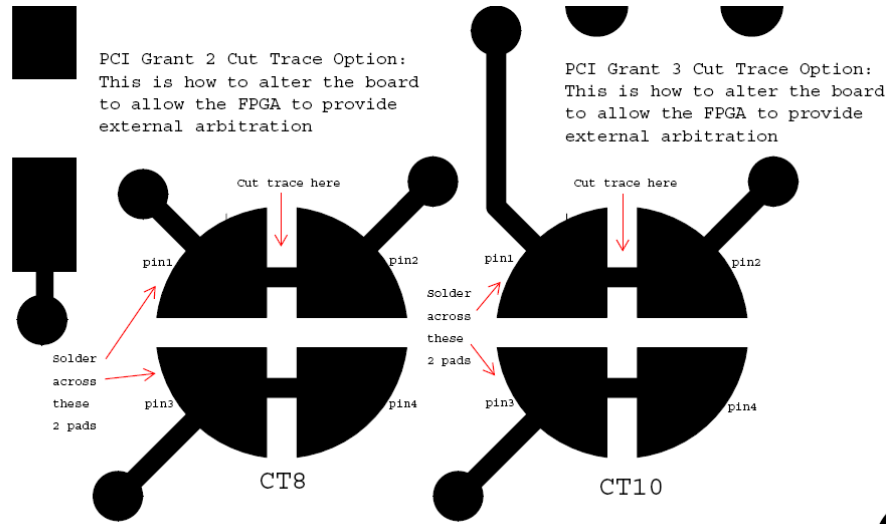 PCI Grant 2 Cut Trace Option:
This is how to alter the board
to allow the FPGA to provide
external arbitration
PCI Grant 3 Cut Trace Option:
This is how to alter the board
to allow the FPGA to provide
external arbitration
Cut trace here
pin1
pin2
Solder
across
these
2 pads
pin3
pin4
CT8
Cut trace here
pin1
pin2
Solder
across
these
2 pads
pin3
pin4
CT10